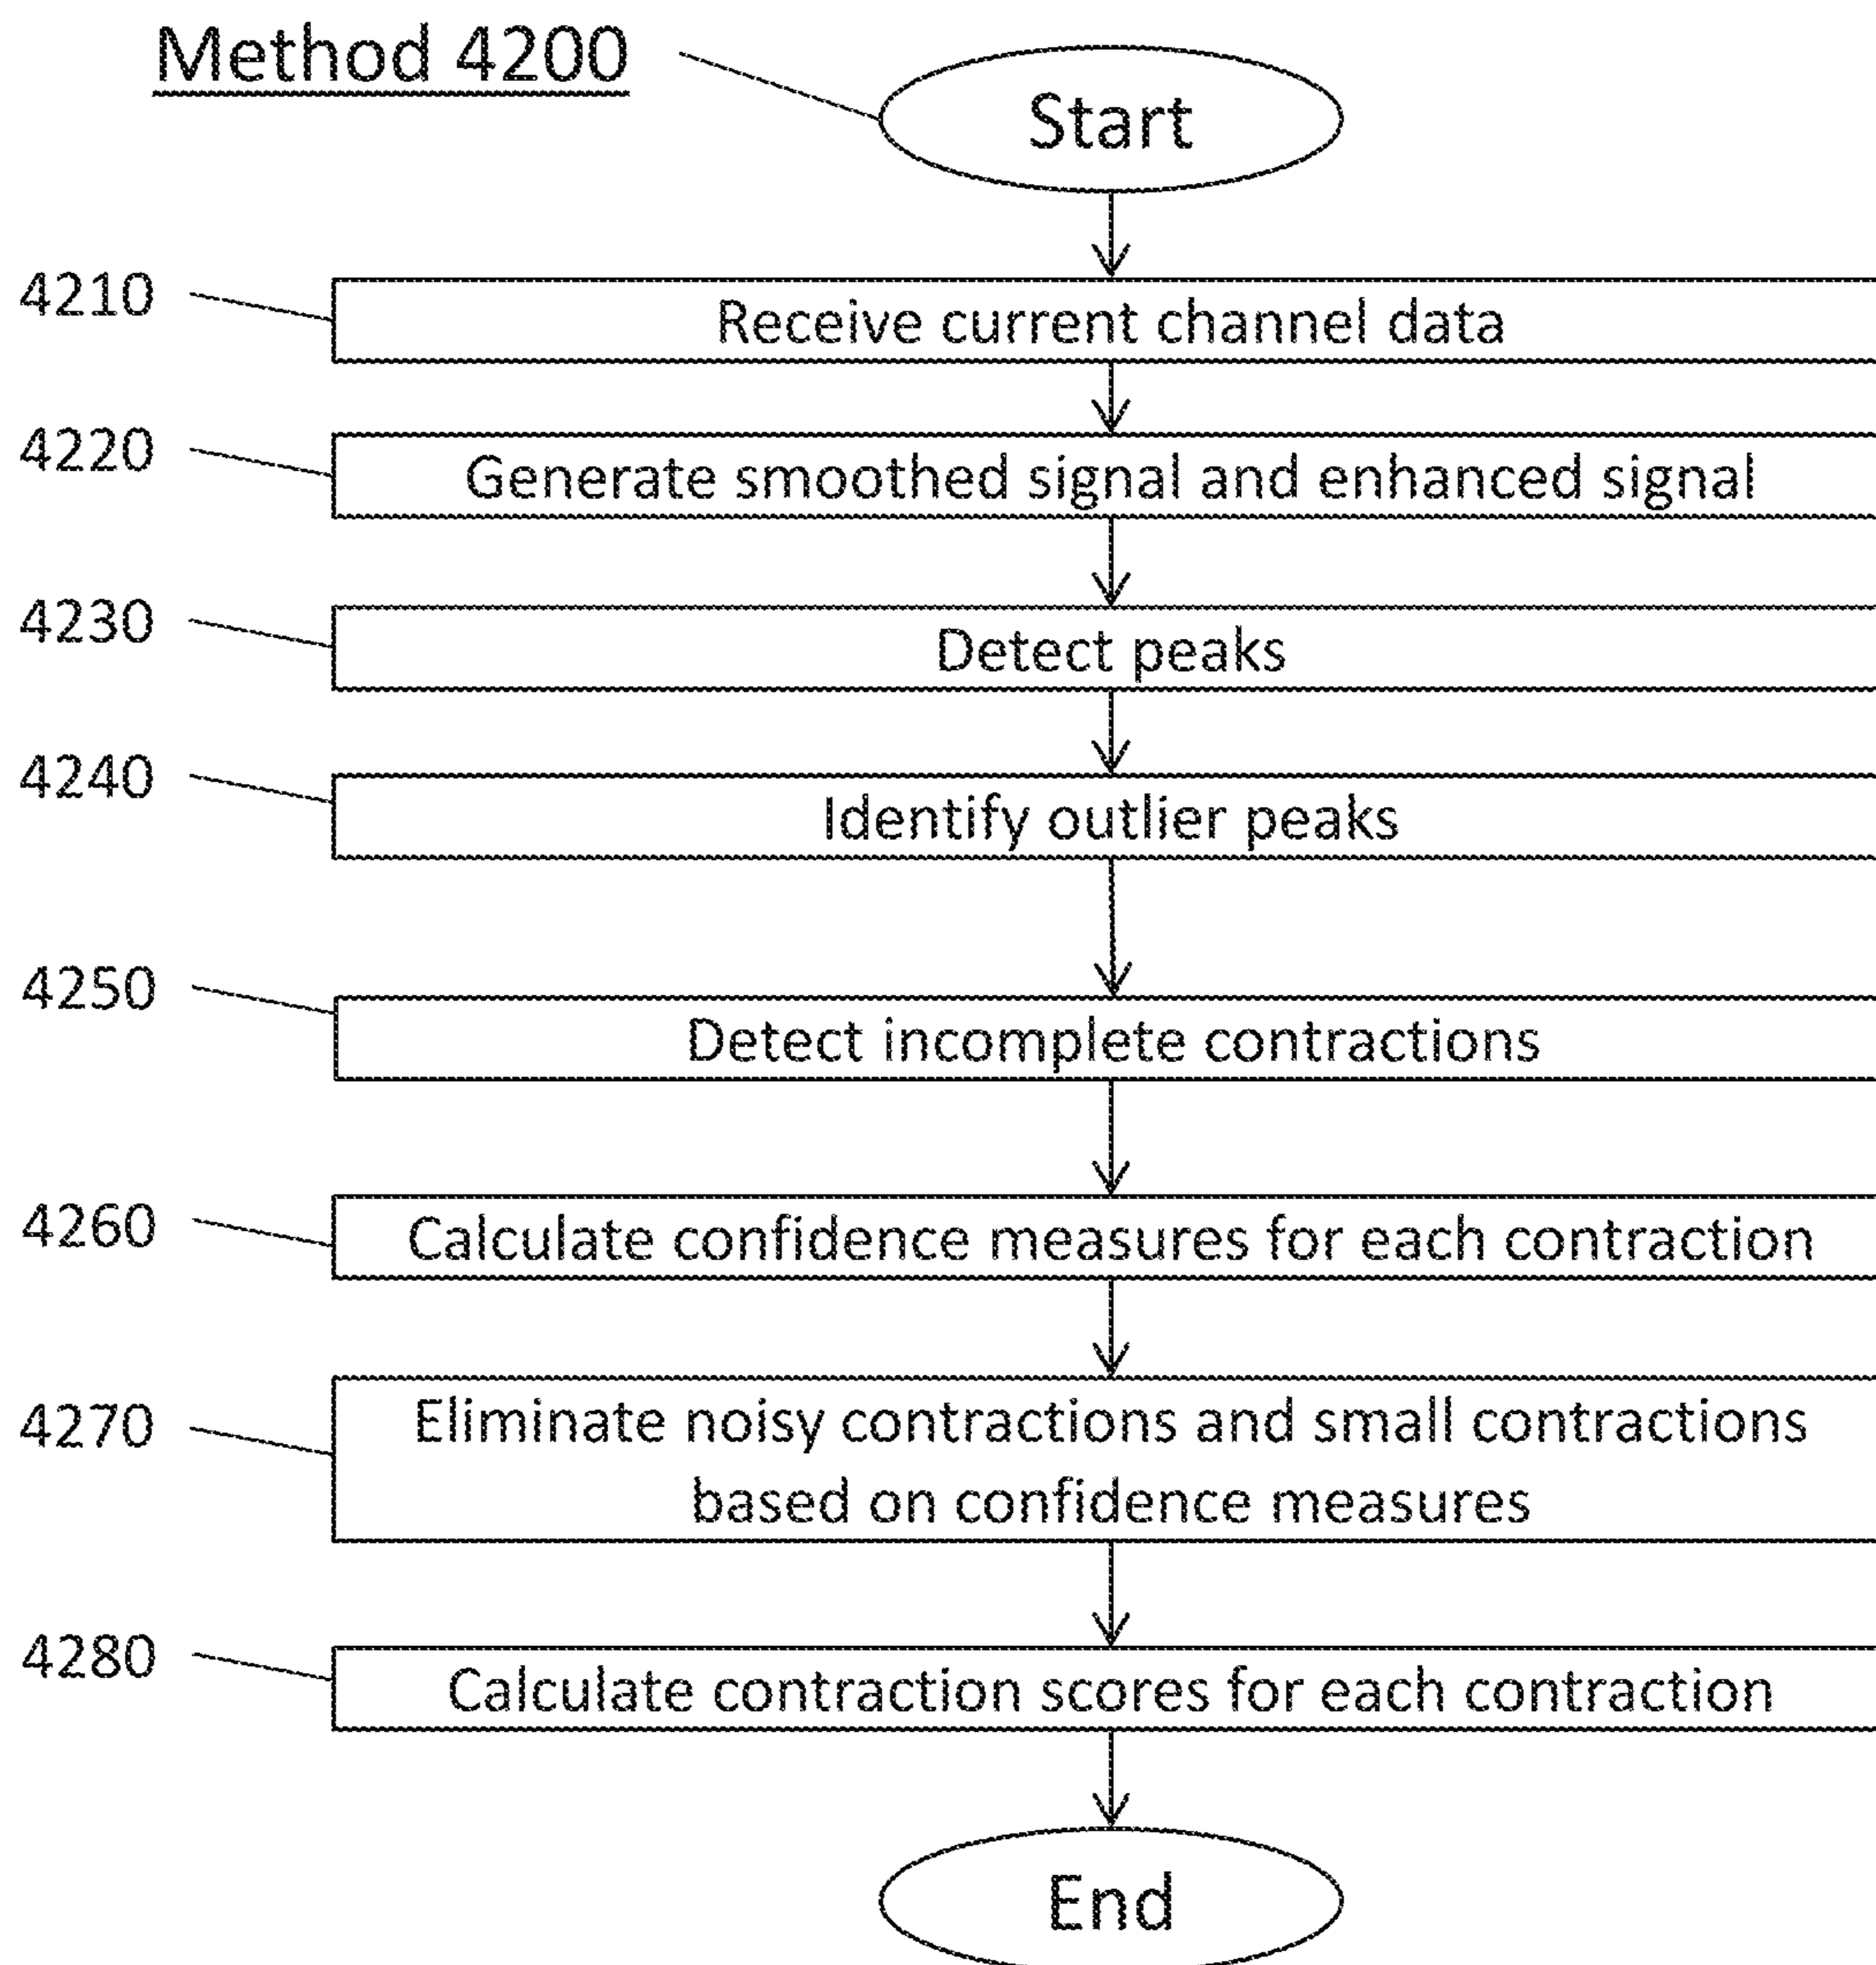 Method 4200
Start
4210
Receive current channel data
4220
Generate smoothed signal and enhanced signal
4230
Detect peaks
4240
Identify outlier peaks
4250
Detect incomplete contractions
4260
Calculate confidence measures for each contraction
4270
Eliminate noisy contractions and small contractions
based on confidence measures
4280
Calculate contraction scores for each contraction
End